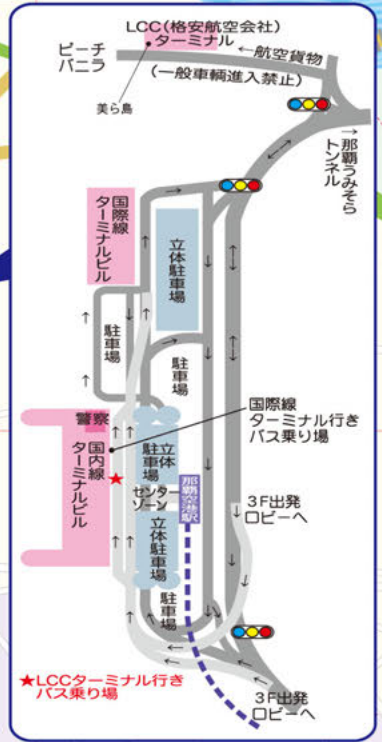 LCC(格安航空会社)
ターミナル
ピーチ
バニラ
←航空貨物
(一般車輌進入禁止)
美ら島
→那覇うみそら
トンネル
国際線
ターミナルビル
立体駐車場
駐車場
駐車場
警察
国内線
ターミナルビル
立体
駐車場
センター
ゾーン
那覇空港駅
立体駐車場
駐車場
国際線
ターミナル行き
バス乗り場
3F出発
ロビーへ
★LCCターミナル行き
バス乗り場
3F出発
ロビーへ